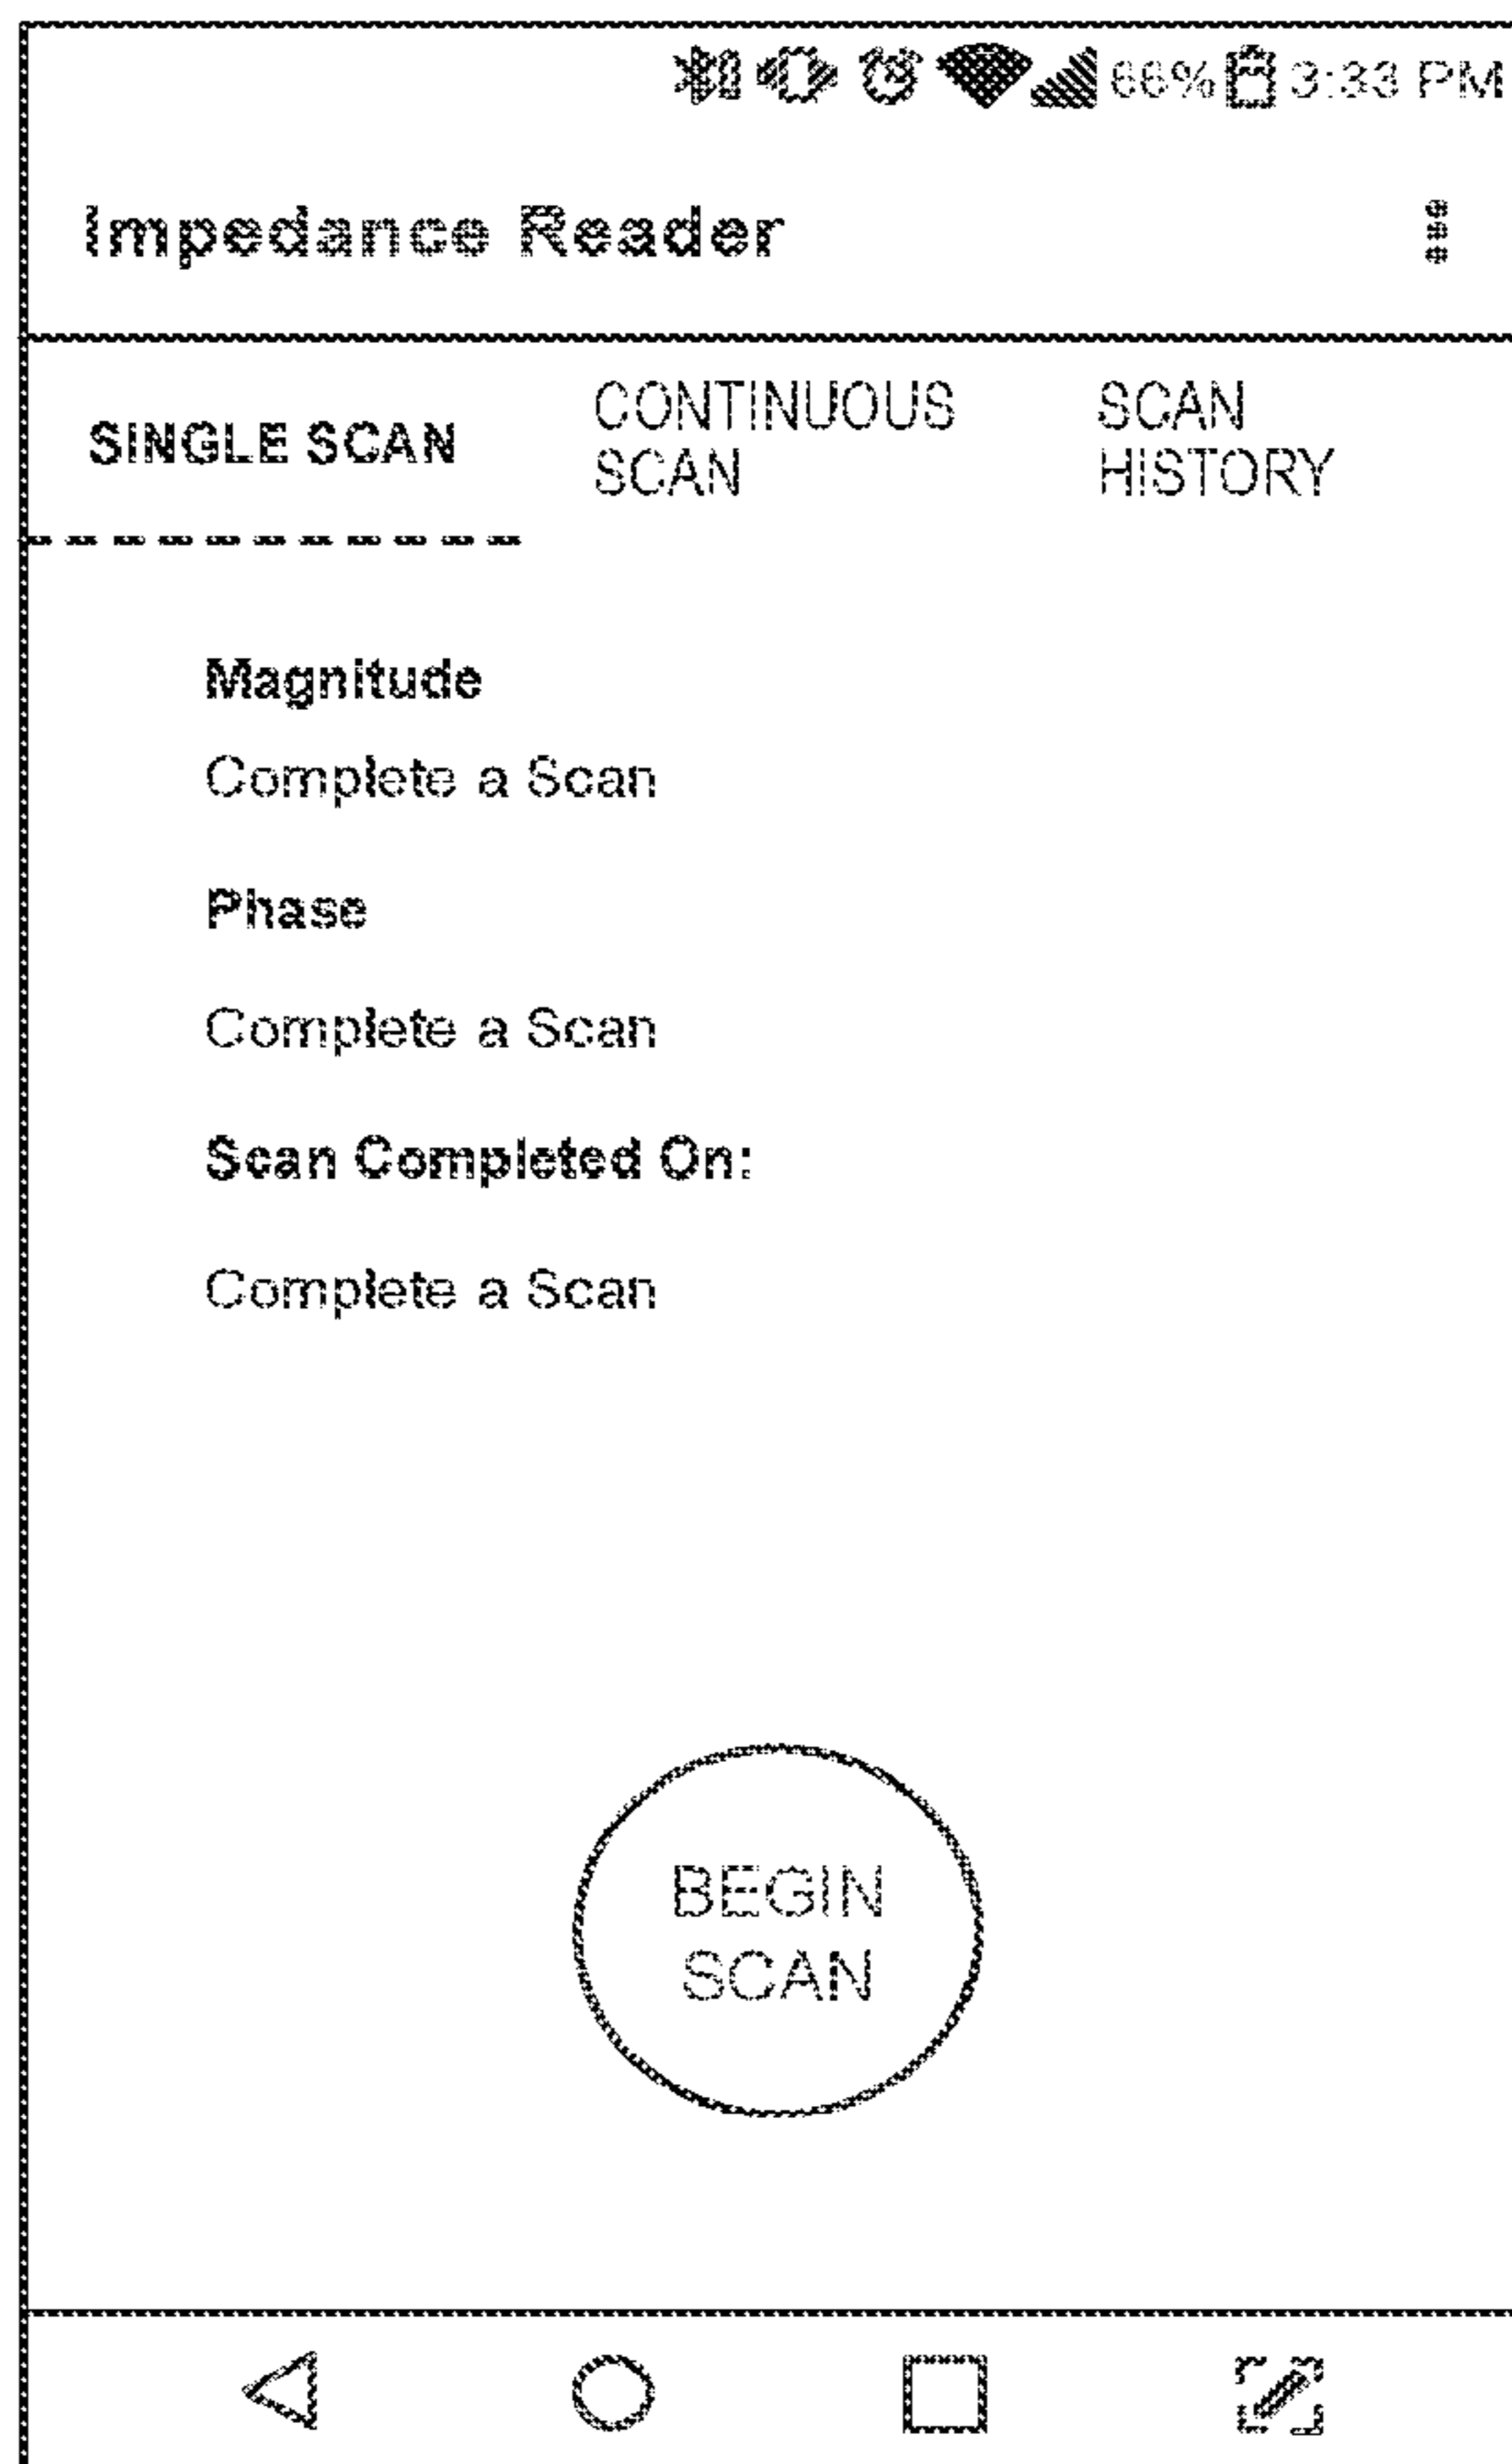 66% 3:33 PM
Impedance Reader
SINGLE SCAN
CONTINUOUS
SCAN
SCAN
HISTORY
Magnitude
Complete a Scan
Phase
Complete a Scan
Scan Completed On:
Complete a Scan
BEGIN
SCAN